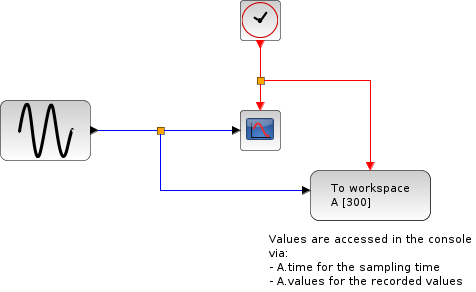 To workspace
A [300]
Values are accessed in the console
via:
- A.time for the sampling time
- A.values for the recorded values